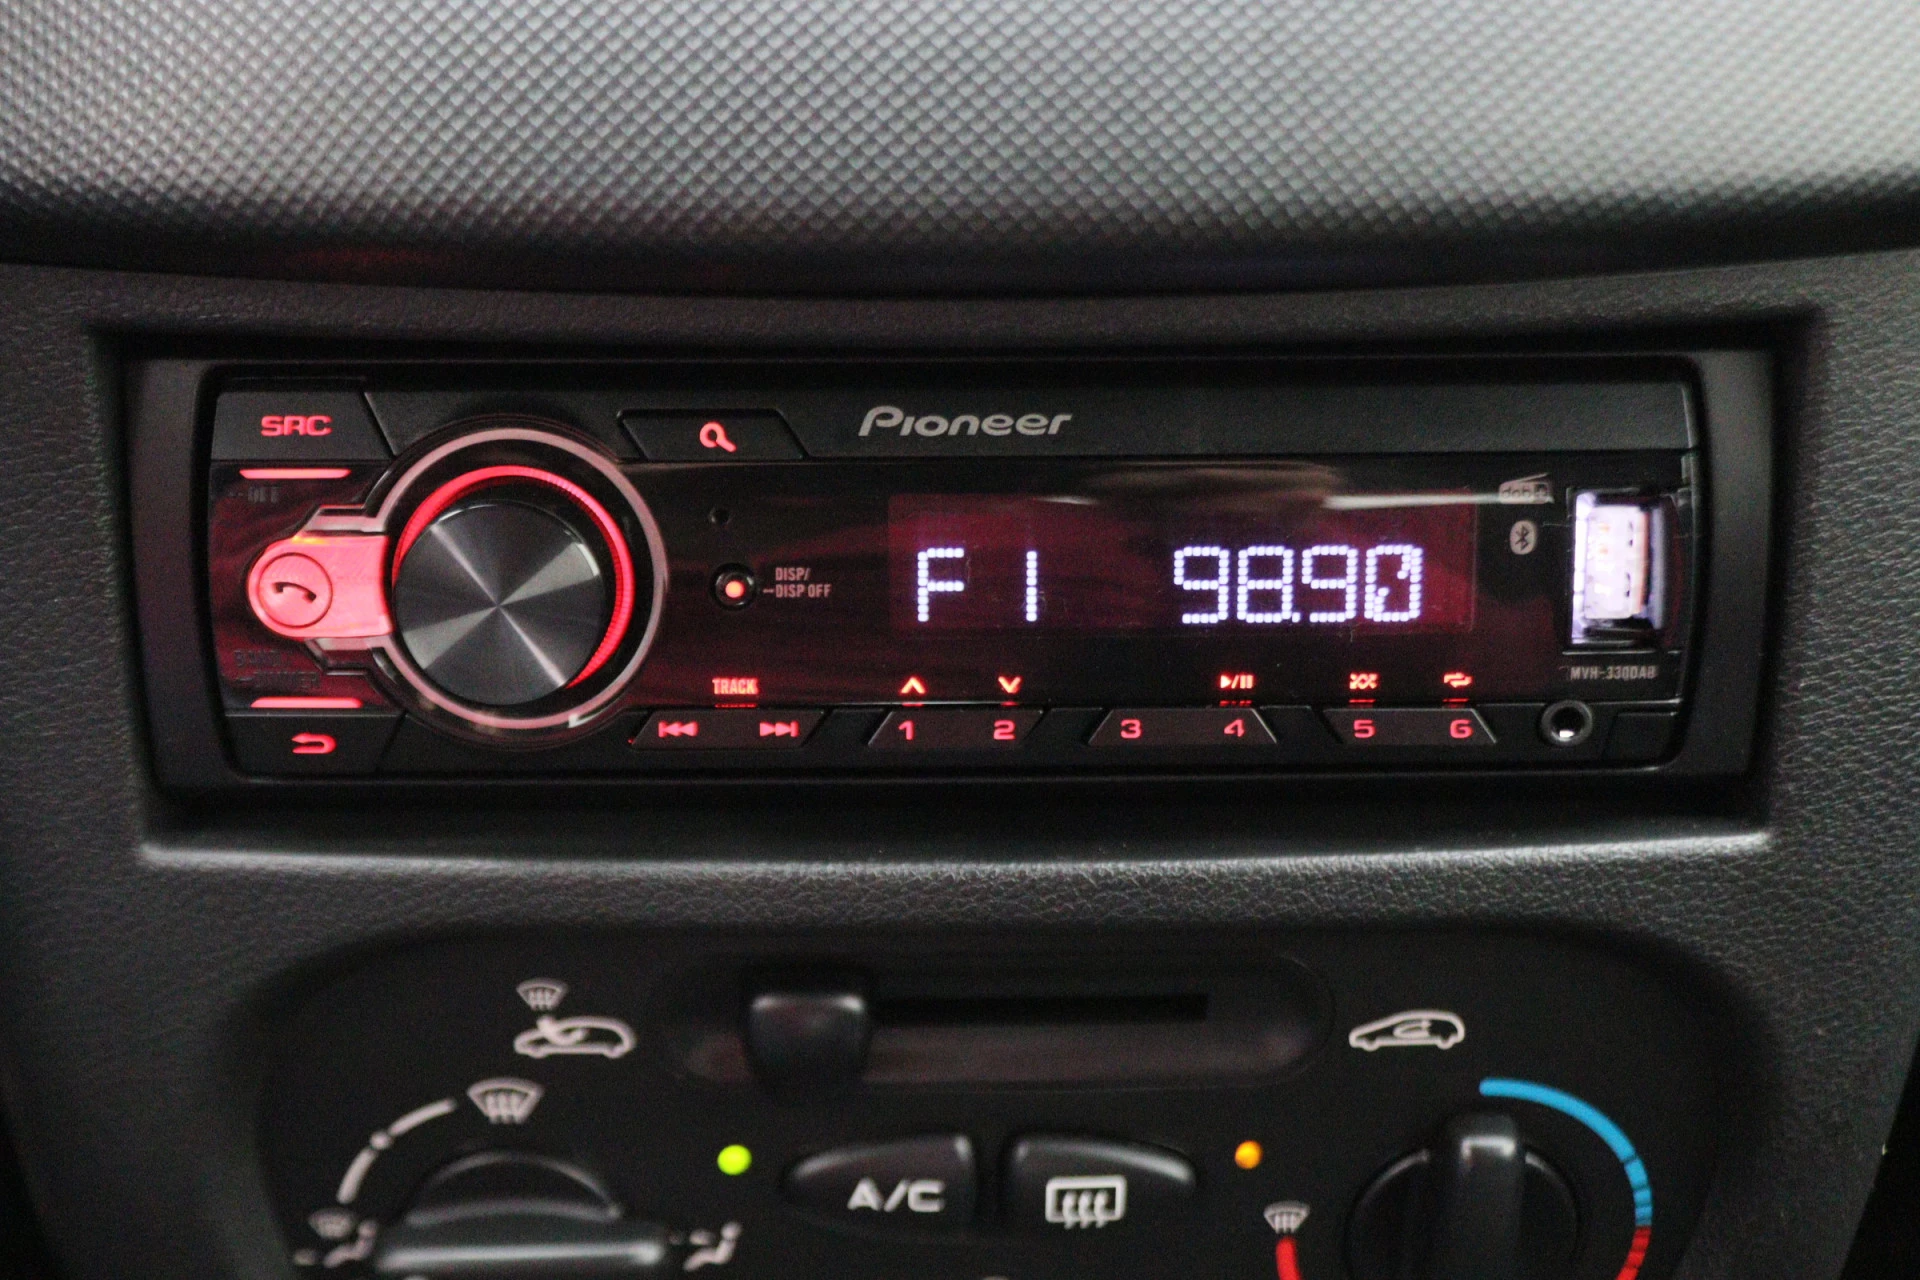 SRC
Pioneer
DISP/
DISP OFF
F1 98.90
MVH-330DAB
TRACK
1 2 3 4 5 6
A/C